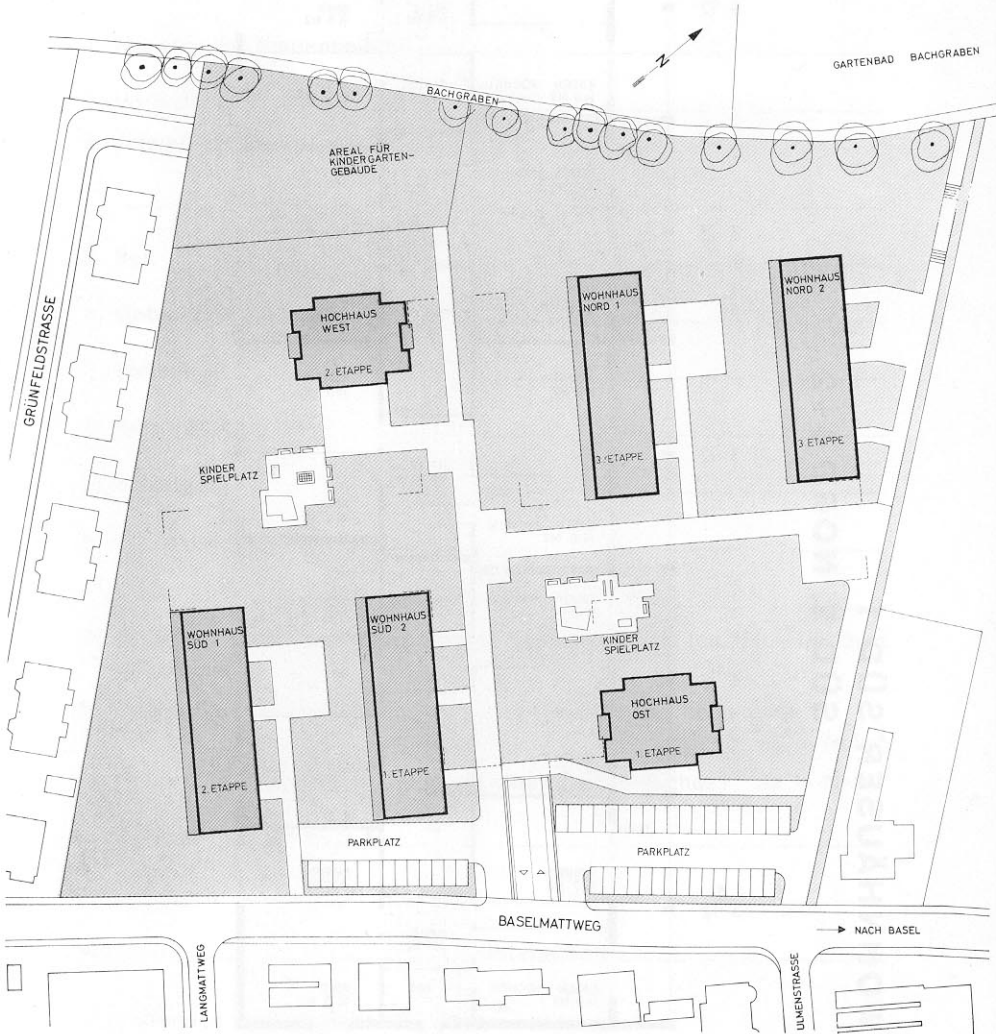 N
GARTENBAD BACHGRABEN
BACHGRABEN
AREAL FÜR
KINDERGARTEN-
GEBÄUDE
GRÜNFELDSTRASSE
HOCHHAUS
WEST
2. ETAPPE
WOHNHAUS
NORD 1
3. ETAPPE
WOHNHAUS
NORD 2
3. ETAPPE
KINDER
SPIELPLATZ
WOHNHAUS
SÜD 1
2. ETAPPE
WOHNHAUS
SÜD 2
1. ETAPPE
KINDER
SPIELPLATZ
HOCHHAUS
OST
1. ETAPPE
PARKPLATZ
PARKPLATZ
BASELMATTWEG
→ NACH BASEL
LANGMATTWEG
ULMENSTRASSE